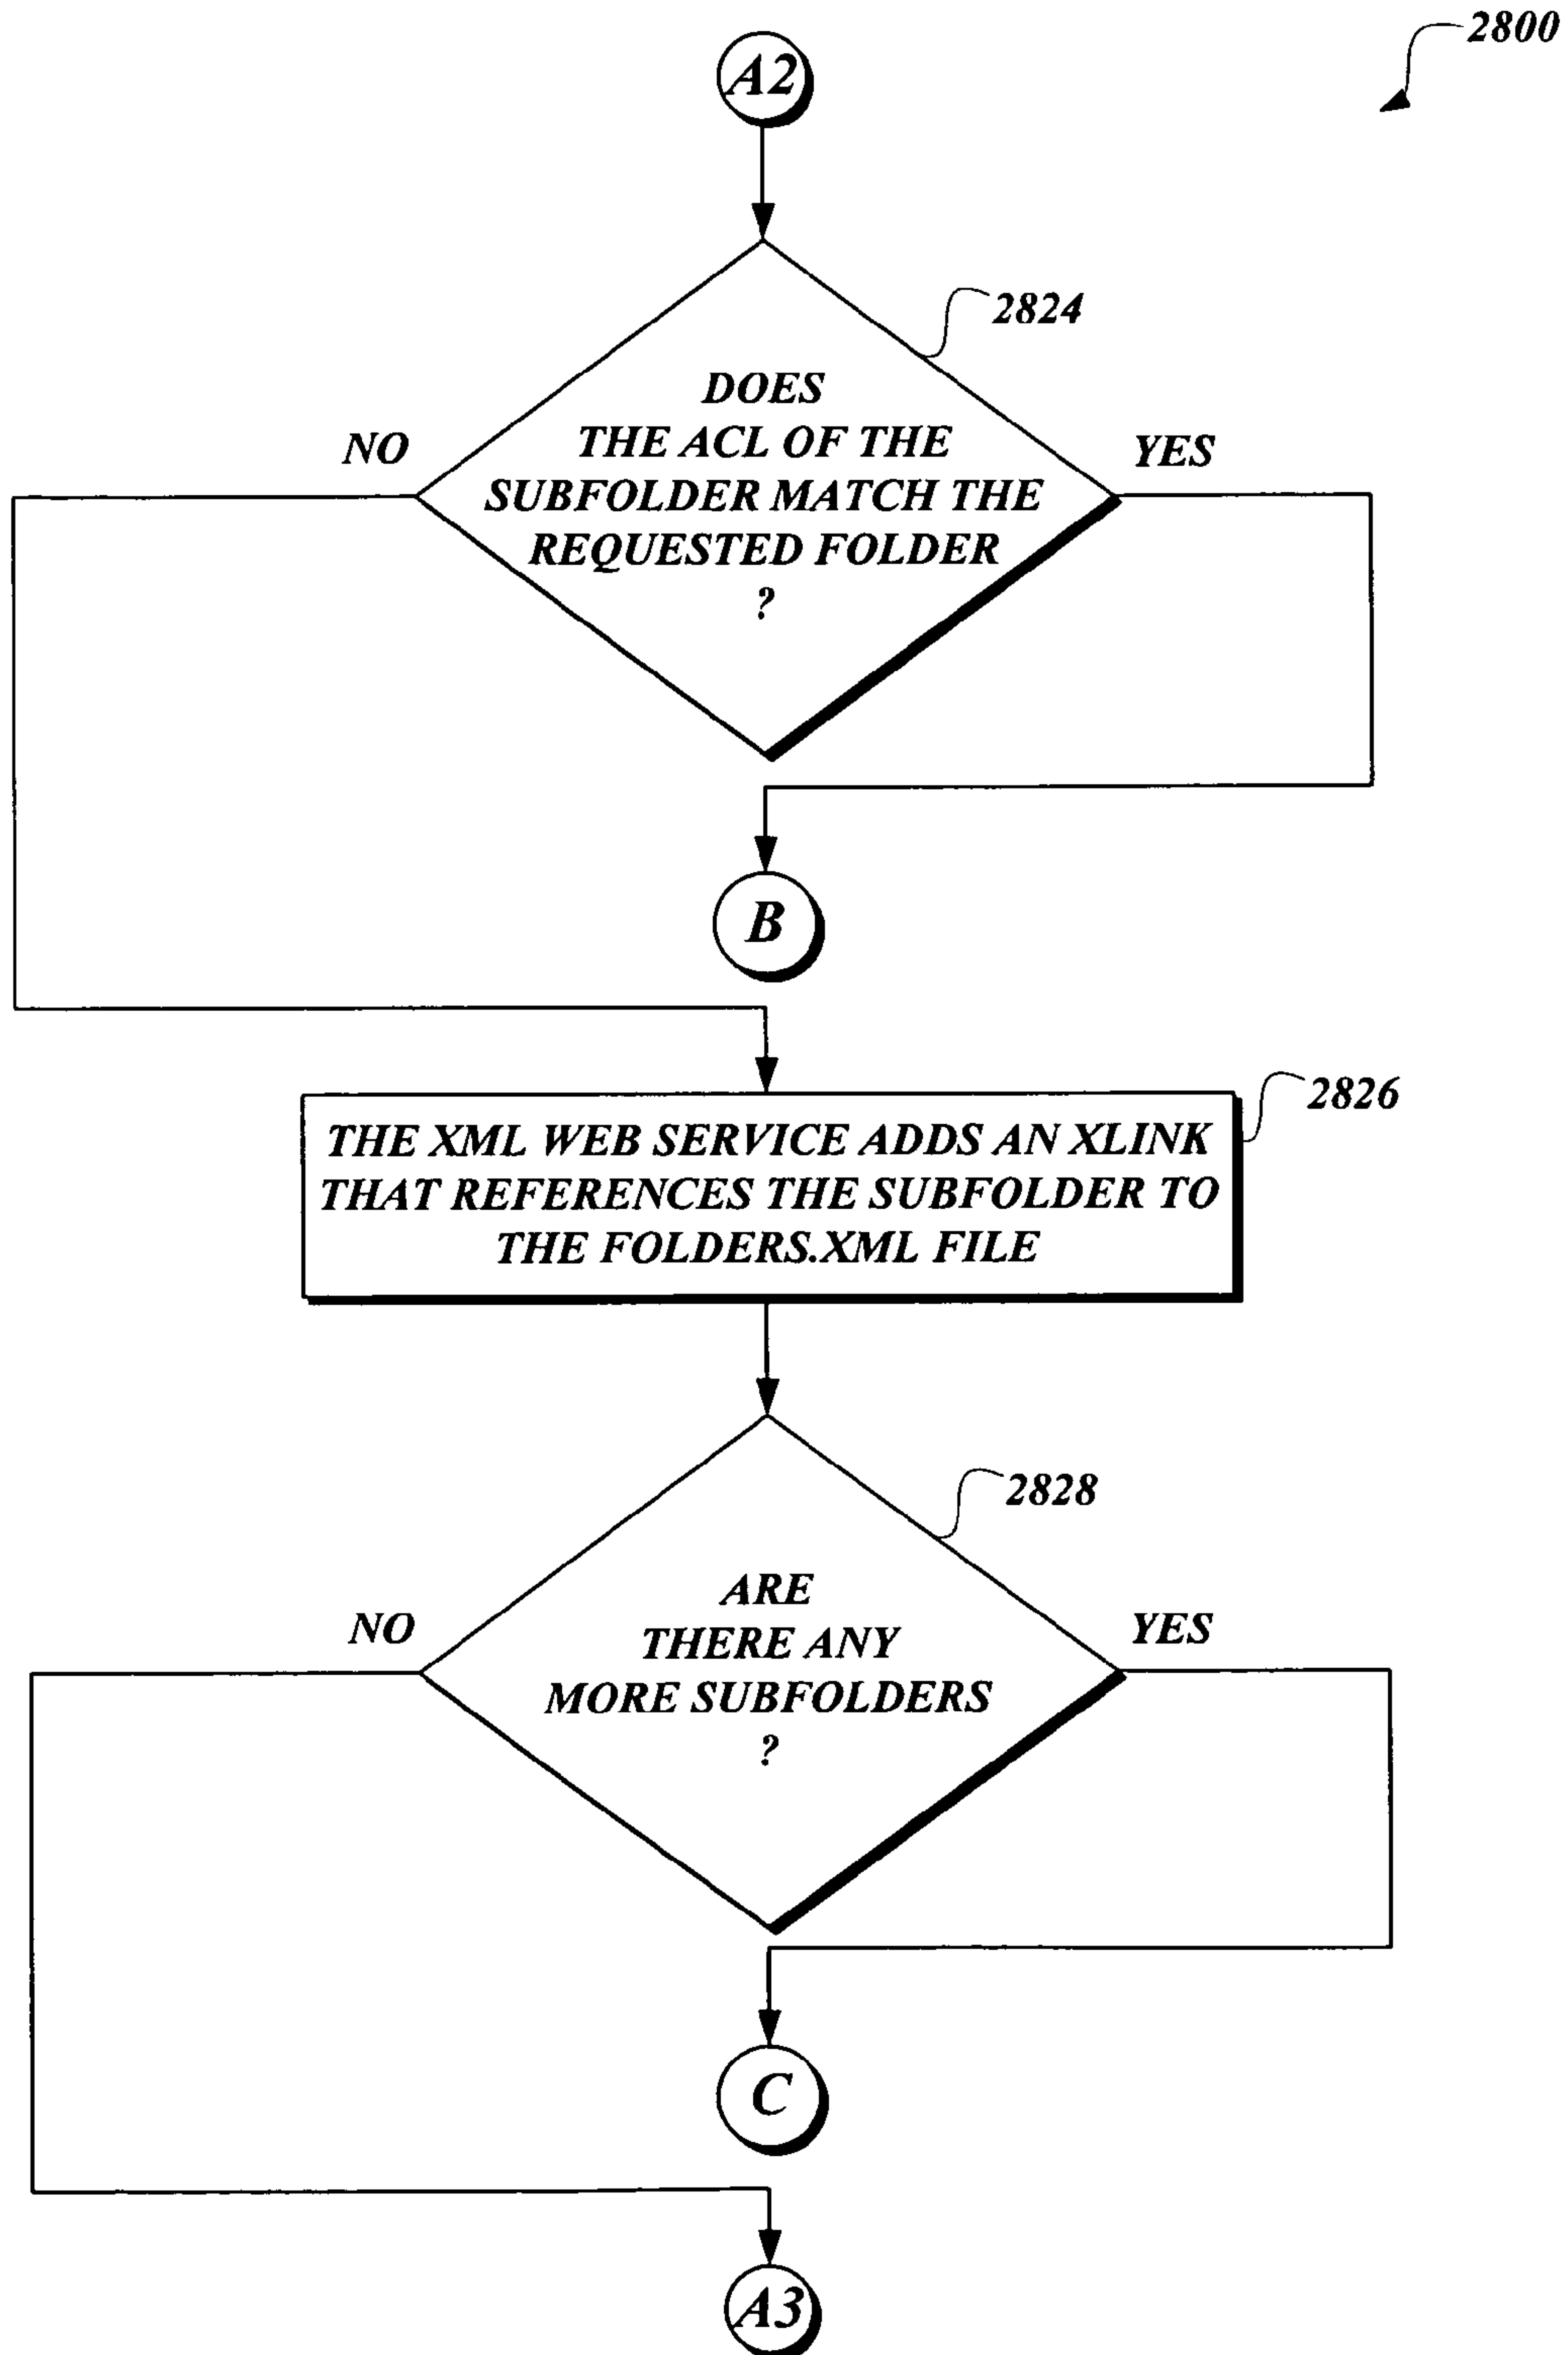 2800
A2
2824
DOES
THE ACL OF THE
SUBFOLDER MATCH THE
REQUESTED FOLDER
?
NO
YES
B
2826
THE XML WEB SERVICE ADDS AN XLINK
THAT REFERENCES THE SUBFOLDER TO
THE FOLDERS.XML FILE
2828
ARE
THERE ANY
MORE SUBFOLDERS
?
NO
YES
C
A3